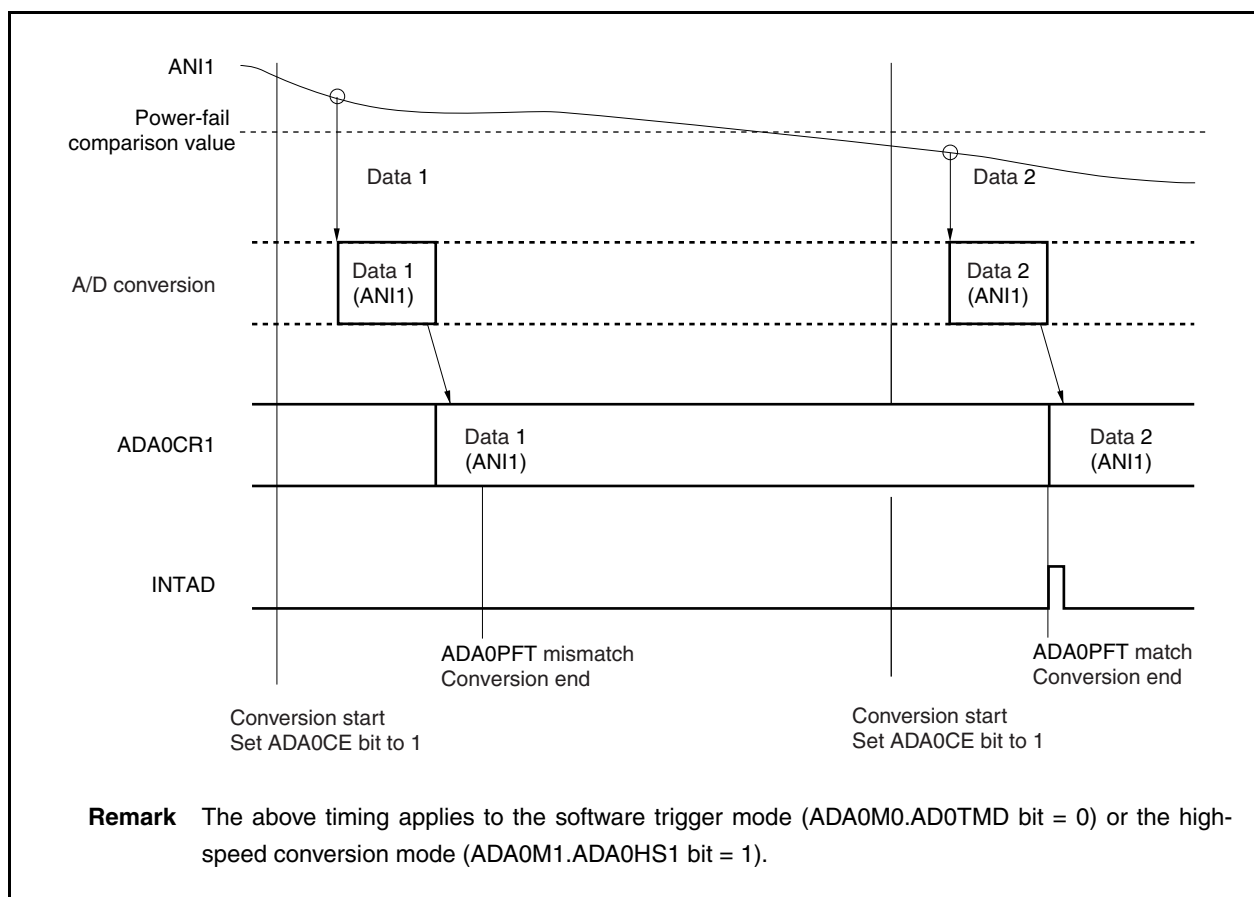 ANI1
Power-fail
comparison value
Data 1
Data 2
A/D conversion
Data 1
(ANI1)
Data 2
(ANI1)
ADA0CR1
Data 1
(ANI1)
Data 2
(ANI1)
INTAD
ADA0PFT mismatch
Conversion end
ADA0PFT match
Conversion end
Conversion start
Set ADA0CE bit to 1
Conversion start
Set ADA0CE bit to 1
Remark The above timing applies to the software trigger mode (ADA0M0.AD0TMD bit = 0) or the high-
speed conversion mode (ADA0M1.ADA0HS1 bit = 1).